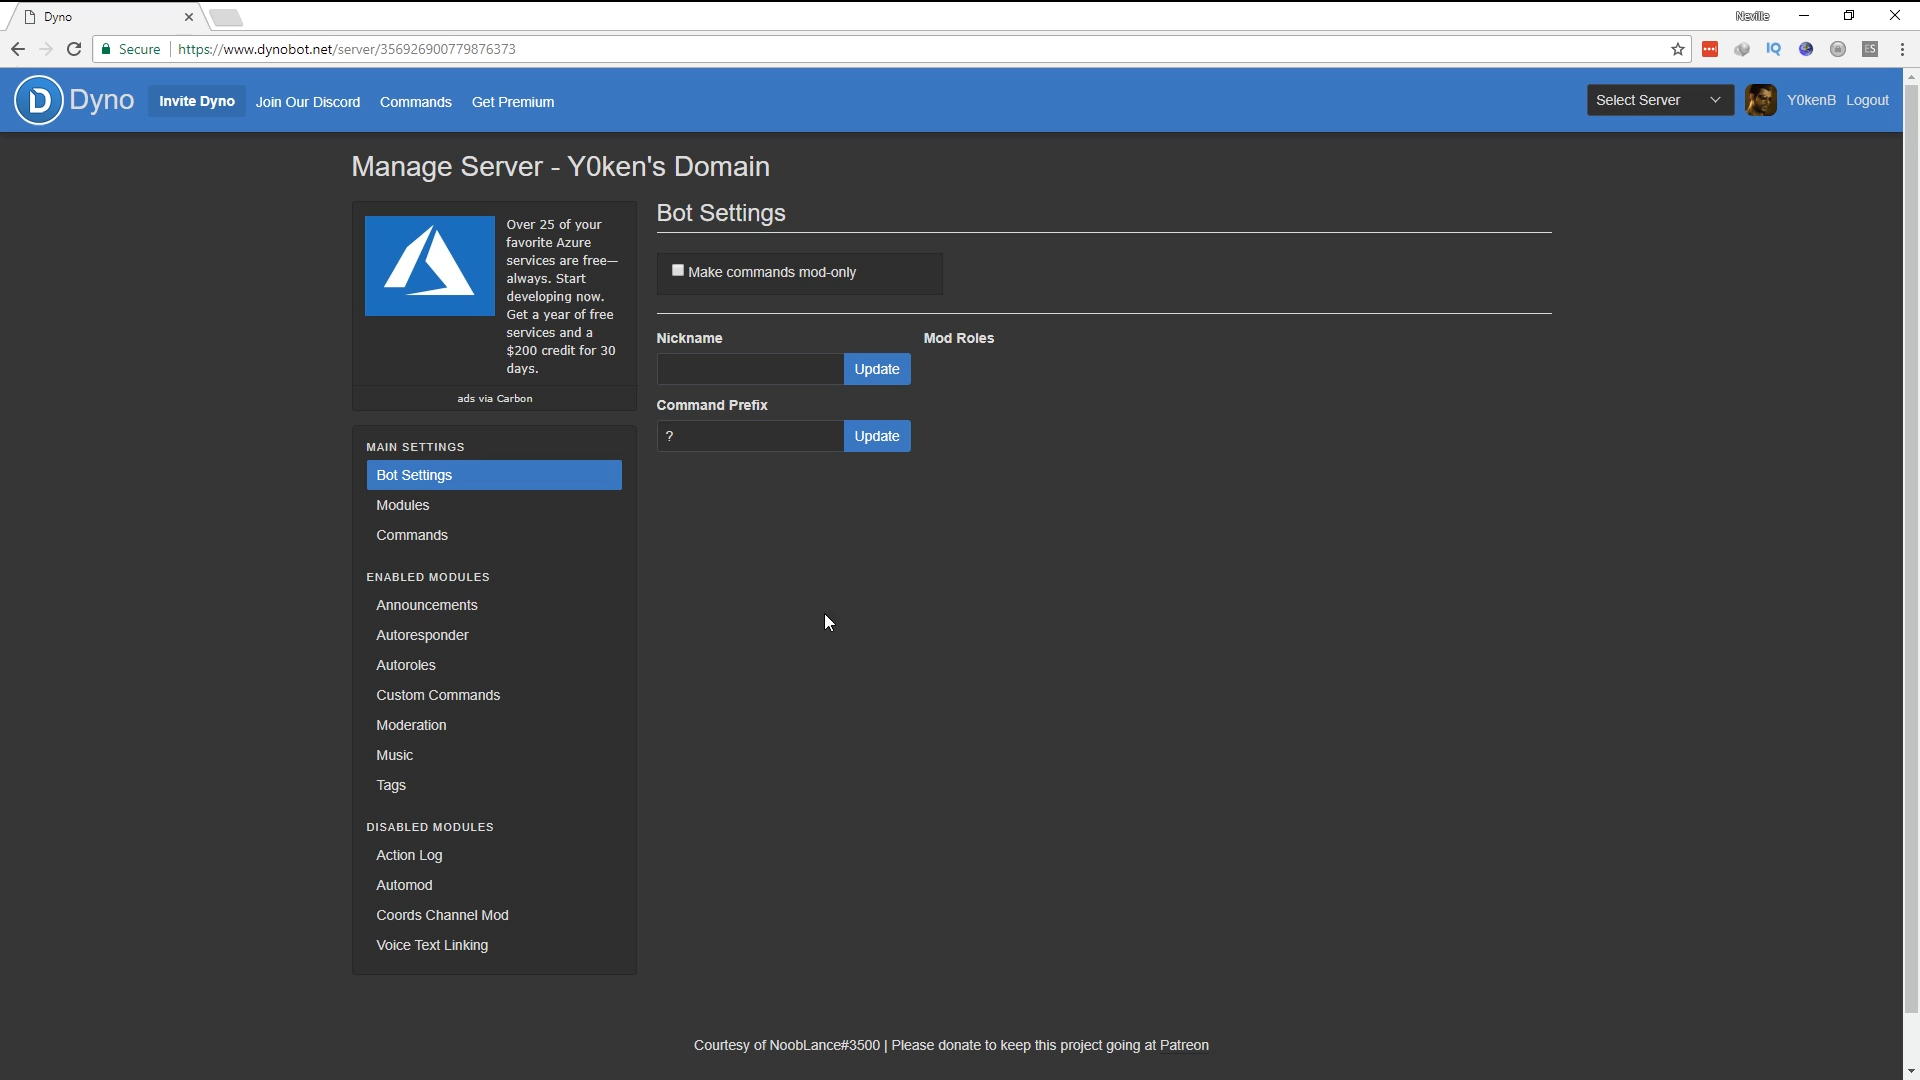 Dyno
Neville
Secure
https://www.dynobot.net/server/356926900779876373
IQ
ES
Dyno
Invite Dyno
Join Our Discord
Commands
Get Premium
Select Server
Y0kenB
Logout
Manage Server - Y0ken's Domain
Over 25 of your
favorite Azure
services are free—
always. Start
developing now.
Get a year of free
services and a
$200 credit for 30
days.
ads via Carbon
MAIN SETTINGS
Bot Settings
Modules
Commands
ENABLED MODULES
Announcements
Autoresponder
Autoroles
Custom Commands
Moderation
Music
Tags
DISABLED MODULES
Action Log
Automod
Coords Channel Mod
Voice Text Linking
Bot Settings
Make commands mod-only
Nickname
Update
Command Prefix
?
Update
Mod Roles
Courtesy of NoobLance#3500 | Please donate to keep this project going at Patreon